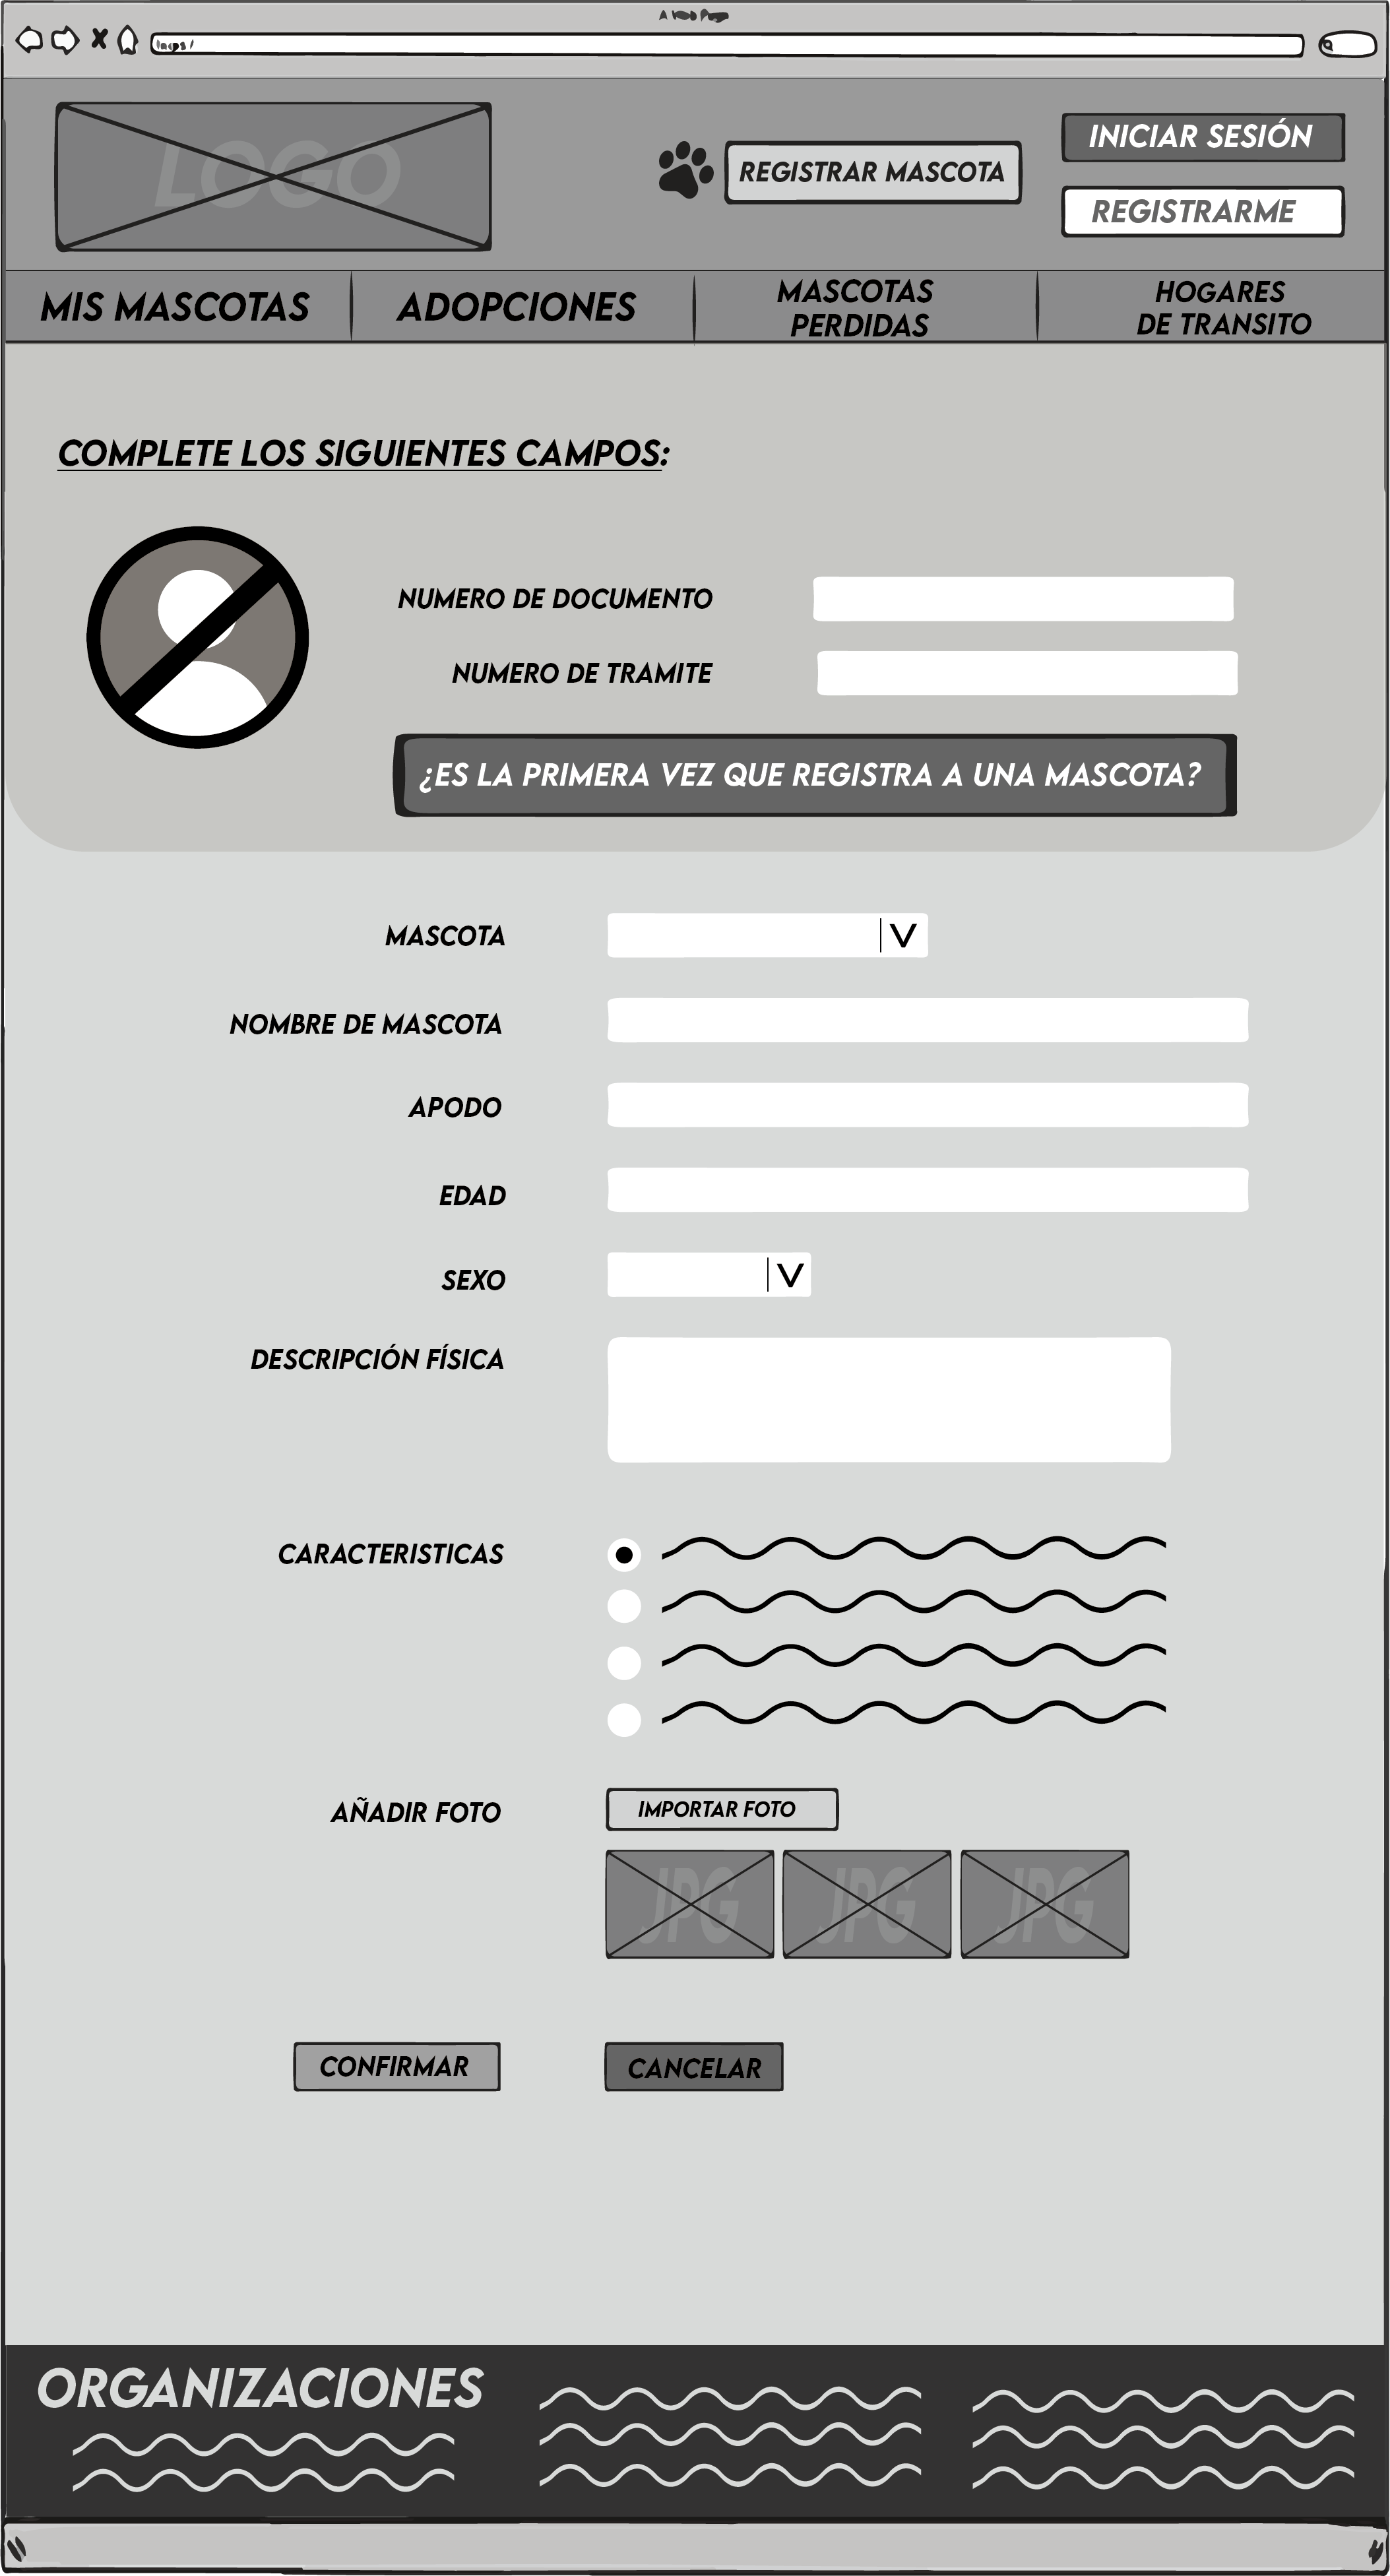 A Web Page
https /
LOGO
REGISTRAR MASCOTA
INICIAR SESIÓN
REGISTRARME
MIS MASCOTAS
ADOPCIONES
MASCOTAS
PERDIDAS
HOGARES
DE TRANSITO
COMPLETE LOS SIGUIENTES CAMPOS:
NUMERO DE DOCUMENTO
NUMERO DE TRAMITE
¿ES LA PRIMERA VEZ QUE REGISTRA A UNA MASCOTA?
MASCOTA
V
NOMBRE DE MASCOTA
APODO
EDAD
SEXO
V
DESCRIPCIÓN FÍSICA
CARACTERISTICAS
AÑADIR FOTO
IMPORTAR FOTO
JPG
JPG
JPG
CONFIRMAR
CANCELAR
ORGANIZACIONES